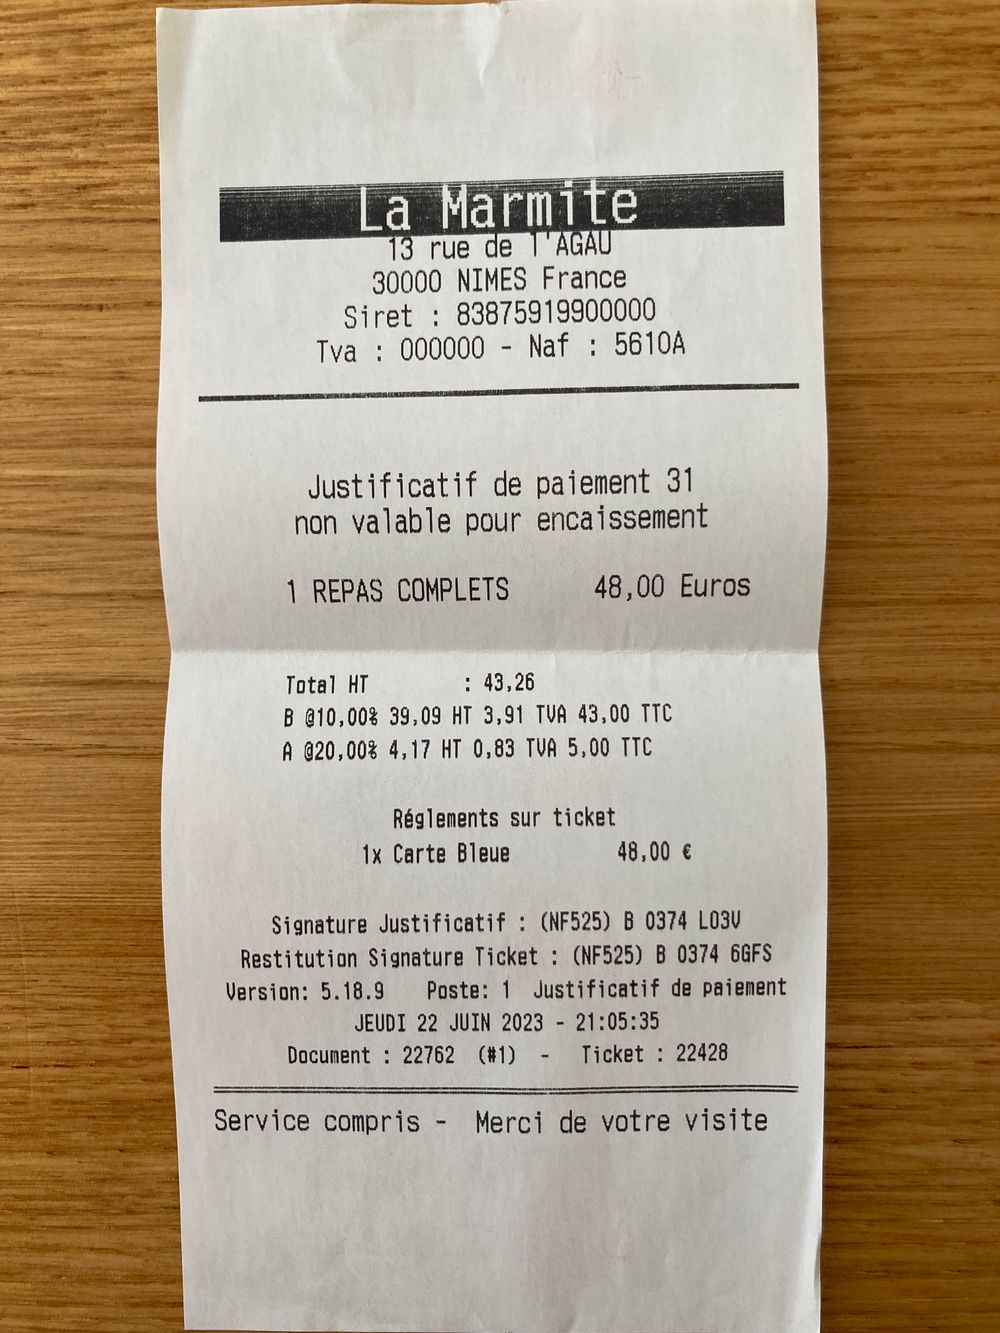 La Marmite
13 rue de l'AGAU
30000 NIMES France
Siret : 83875919900000
Tva : 000000 - Naf : 5610A
Justificatif de paiement 31
non valable pour encaissement
1 REPAS COMPLETS 48,00 Euros
Total HT : 43,26
B @10,00% 39,09 HT 3,91 TVA 43,00 TTC
A @20,00% 4,17 HT 0,83 TVA 5,00 TTC
Réglements sur ticket
1x Carte Bleue 48,00 €
Signature Justificatif : (NF525) B 0374 LO3V
Restitution Signature Ticket : (NF525) B 0374 6GFS
Version: 5.18.9 Poste: 1 Justificatif de paiement
JEUDI 22 JUIN 2023 - 21:05:35
Document : 22762 (#1) - Ticket : 22428
Service compris - Merci de votre visite